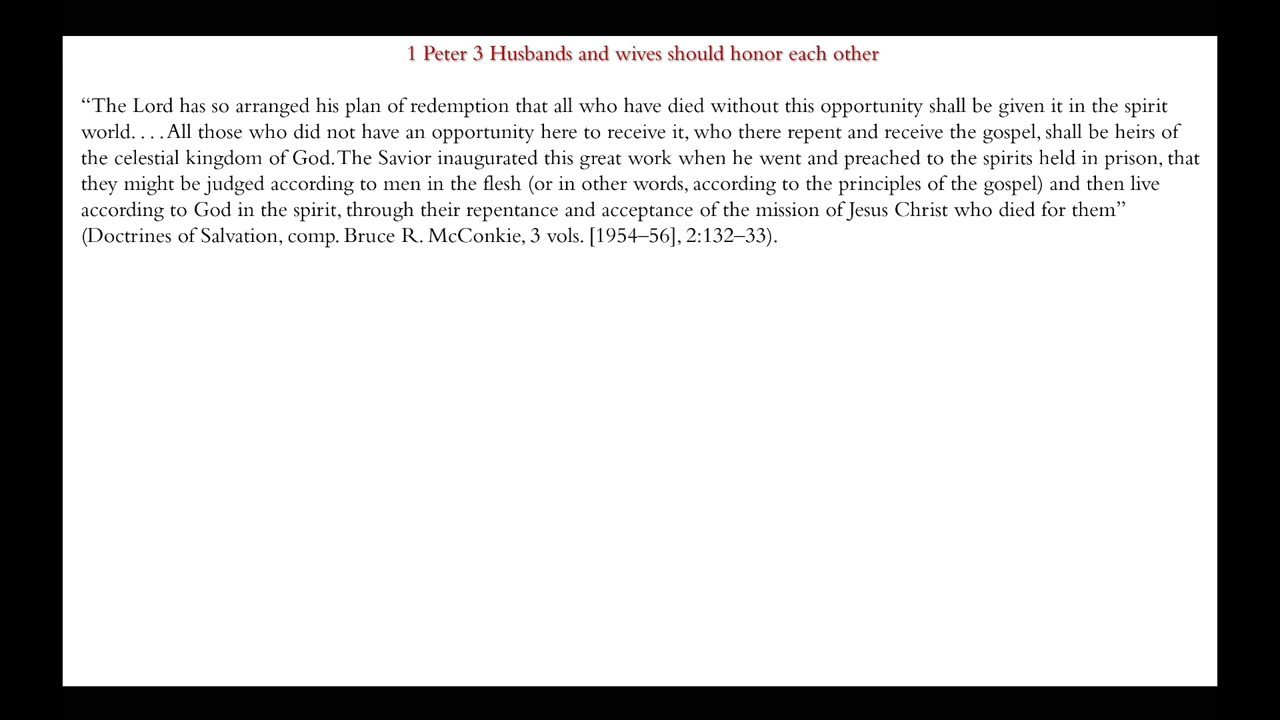 1 Peter 3 Husbands and wives should honor each other
“The Lord has so arranged his plan of redemption that all who have died without this opportunity shall be given it in the spirit
world. . . . All those who did not have an opportunity here to receive it, who there repent and receive the gospel, shall be heirs of
the celestial kingdom of God. The Savior inaugurated this great work when he went and preached to the spirits held in prison, that
they might be judged according to men in the flesh (or in other words, according to the principles of the gospel) and then live
according to God in the spirit, through their repentance and acceptance of the mission of Jesus Christ who died for them”
(Doctrines of Salvation, comp. Bruce R. McConkie, 3 vols. [1954–56], 2:132–33).